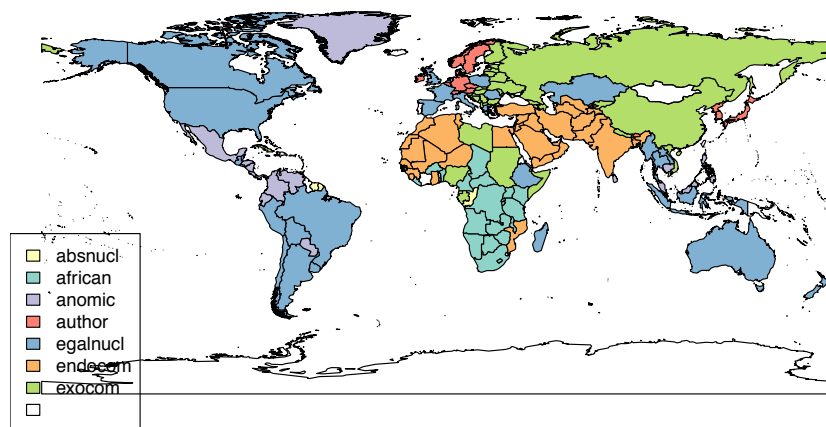 absnucl
african
anomic
author
egalnucl
endocom
exocom